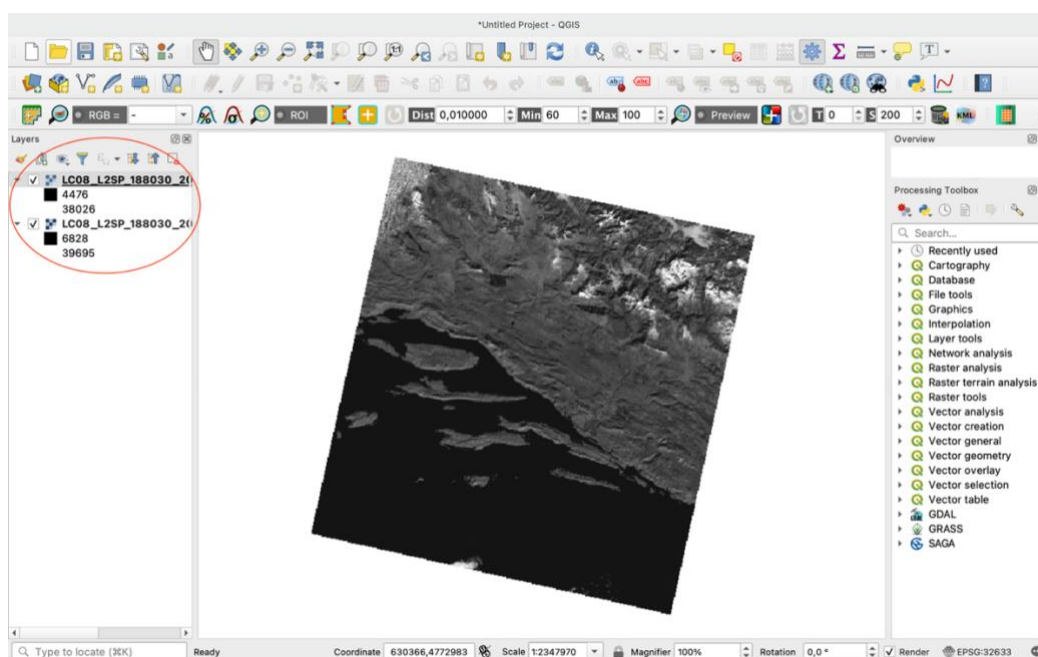 *Untitled Project - QGIS
RGB = -
ROI
Dist 0,010000
Min 60
Max 100
Preview
T 0
S 200
KML
Layers
Overview
LC08_L2SP_188030_20
4476
38026
LC08_L2SP_188030_20
6828
39695
Processing Toolbox
Search...
Recently used
Cartography
Database
File tools
Graphics
Interpolation
Layer tools
Network analysis
Raster analysis
Raster terrain analysis
Raster tools
Vector analysis
Vector creation
Vector general
Vector geometry
Vector overlay
Vector selection
Vector table
GDAL
GRASS
SAGA
Type to locate (⌘K)
Ready
Coordinate 630366,4772983
Scale 1:2347970
Magnifier 100%
Rotation 0,0 °
Render
EPSG:32633